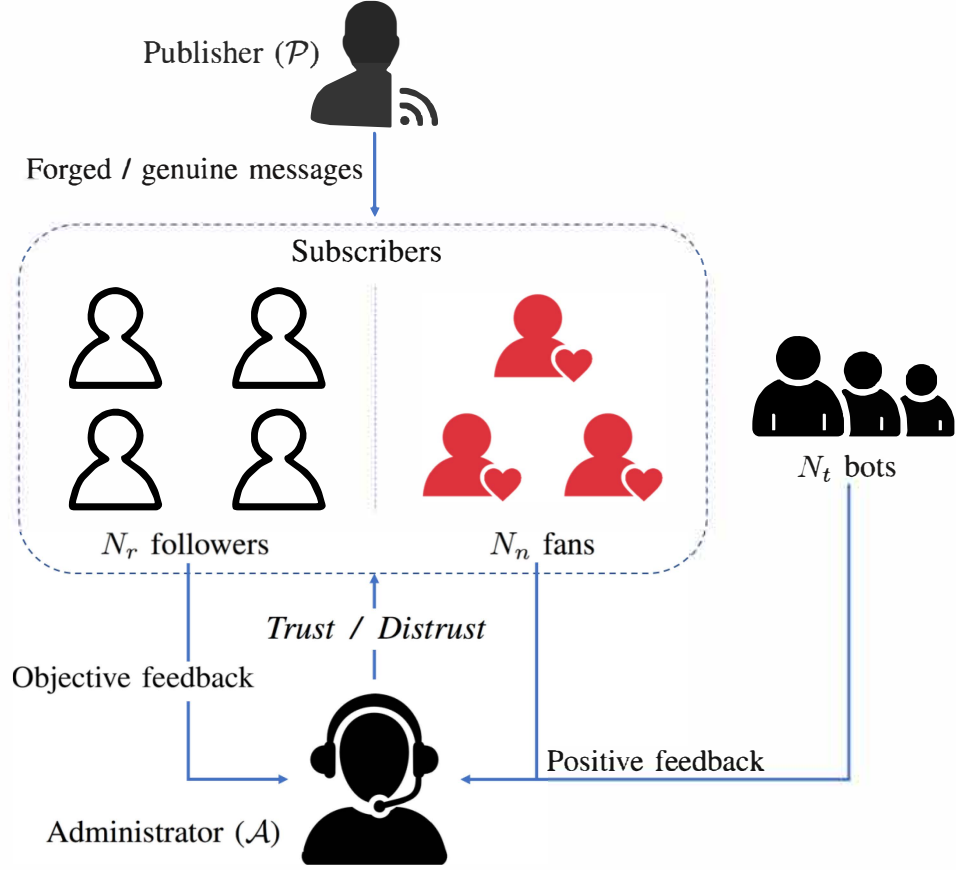 Publisher (𝒫)
Forged / genuine messages
Subscribers
N_t bots
N_r followers
N_n fans
Trust / Distrust
Objective feedback
Positive feedback
Administrator (𝒜)